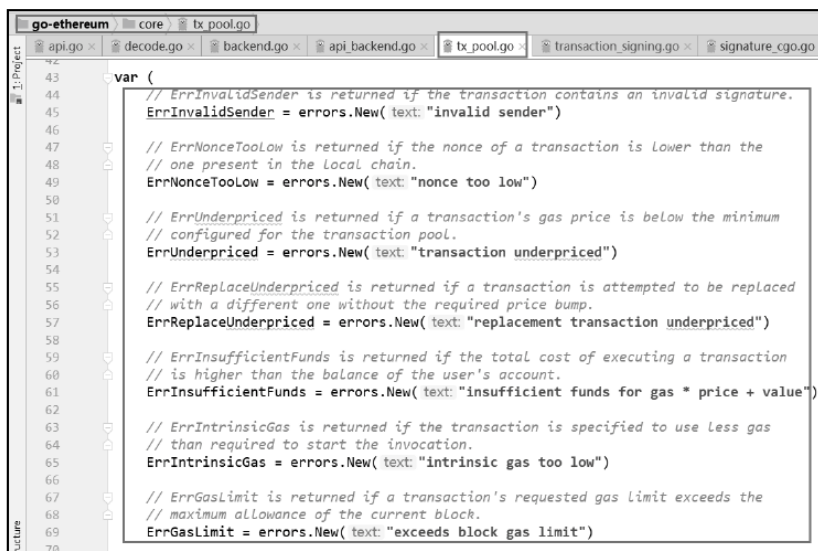 go-ethereum core tx_pool.go
api.go × decode.go × backend.go × api_backend.go × tx_pool.go × transaction_signing.go × signature_cgo.go
1: Project
42
43 var (
44 // ErrInvalidSender is returned if the transaction contains an invalid signature.
45 ErrInvalidSender = errors.New( text: "invalid sender")
46
47 // ErrNonceTooLow is returned if the nonce of a transaction is lower than the
48 // one present in the local chain.
49 ErrNonceTooLow = errors.New( text: "nonce too low")
50
51 // ErrUnderpriced is returned if a transaction's gas price is below the minimum
52 // configured for the transaction pool.
53 ErrUnderpriced = errors.New( text: "transaction underpriced")
54
55 // ErrReplaceUnderpriced is returned if a transaction is attempted to be replaced
56 // with a different one without the required price bump.
57 ErrReplaceUnderpriced = errors.New( text: "replacement transaction underpriced")
58
59 // ErrInsufficientFunds is returned if the total cost of executing a transaction
60 // is higher than the balance of the user's account.
61 ErrInsufficientFunds = errors.New( text: "insufficient funds for gas * price + value")
62
63 // ErrIntrinsicGas is returned if the transaction is specified to use less gas
64 // than required to start the invocation.
65 ErrIntrinsicGas = errors.New( text: "intrinsic gas too low")
66
67 // ErrGasLimit is returned if a transaction's requested gas limit exceeds the
68 // maximum allowance of the current block.
69 ErrGasLimit = errors.New( text: "exceeds block gas limit")
70
ucture